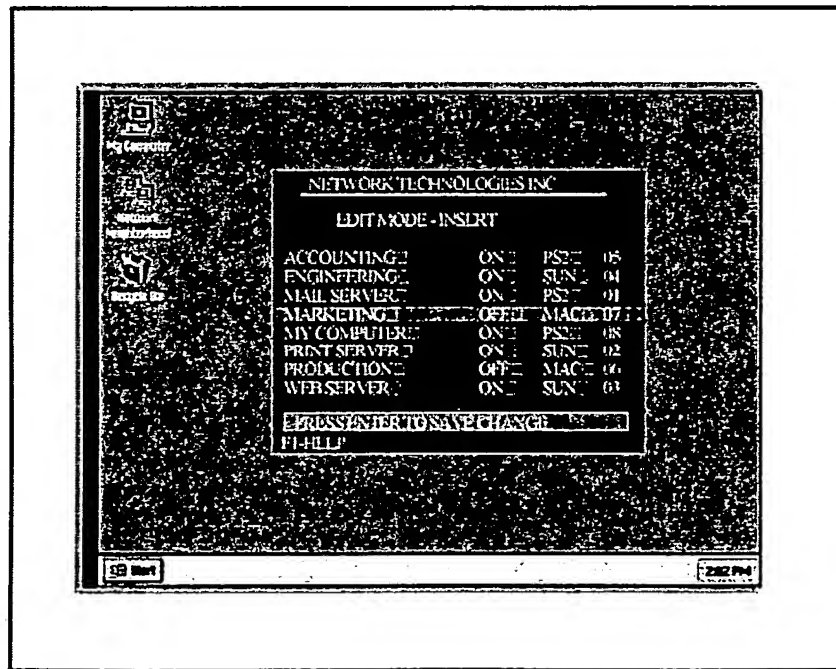 My Computer
Network Neighborhood
Recycle Bin
NETWORK TECHNOLOGIES INC
EDIT MODE - INSERT
ACCOUNTING ON PS2 05
ENGINEERING ON SUN 04
MAIL SERVER ON PS2 01
MARKETING OFF MAC 07
MY COMPUTER ON PS2 08
PRINT SERVER ON SUN 02
PRODUCTION OFF MAC 06
WEB SERVER ON SUN 03
PRESS ENTER TO SAVE CHANGE
F1-HELP
Start
2:02 PM